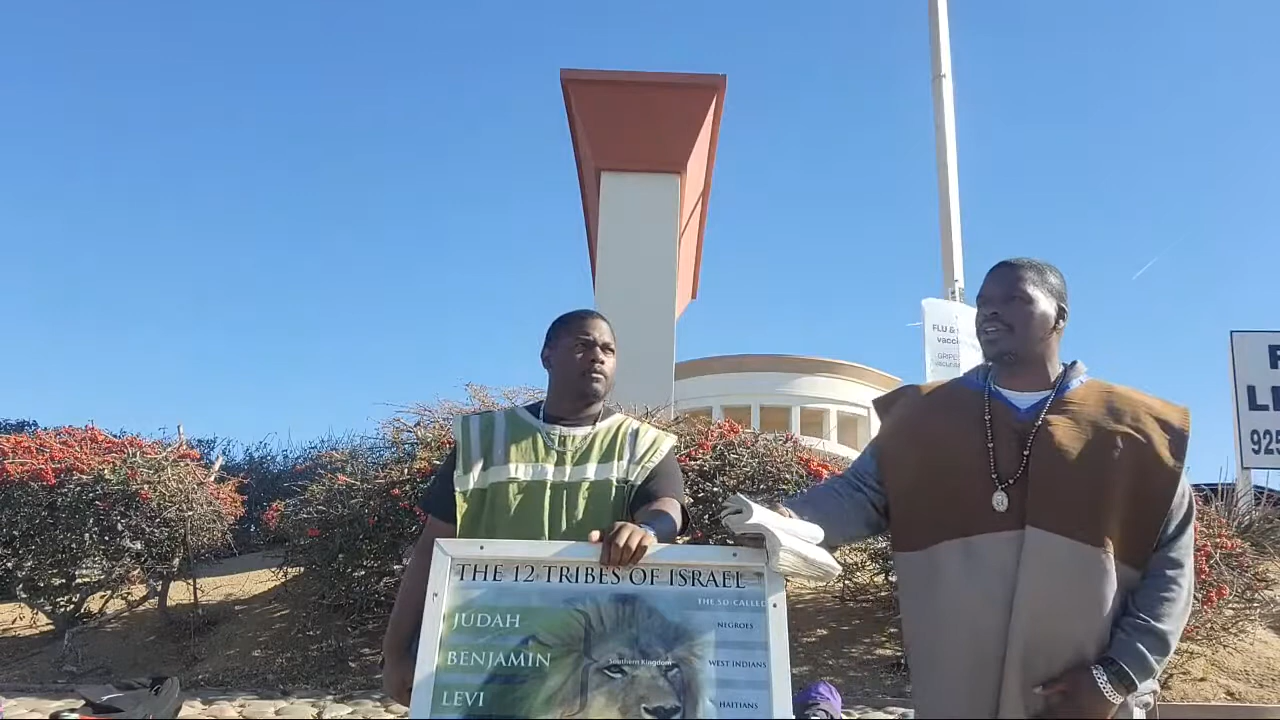 FLU &
GRIPE
THE 12 TRIBES OF ISRAEL
THE SO-CALLED
JUDAH
NEGROES
Southern Kingdom
BENJAMIN
WEST INDIANS
LEVI
HAITIANS
925